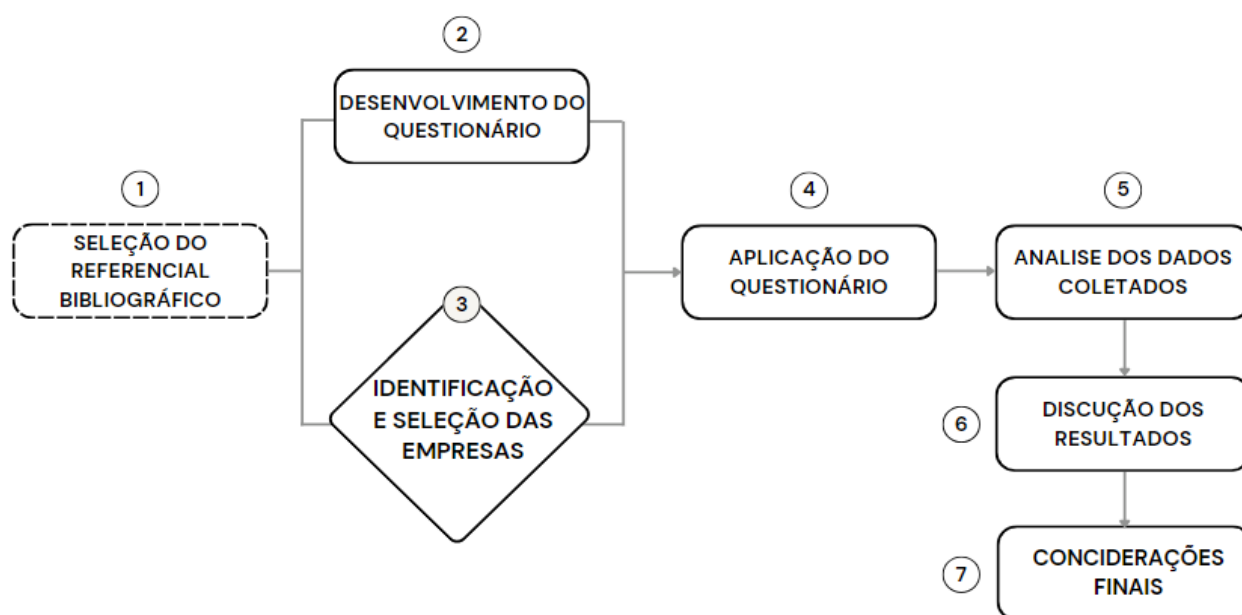 1
SELEÇÃO DO
REFERENCIAL
BIBLIOGRÁFICO
2
DESENVOLVIMENTO DO
QUESTIONÁRIO
3
IDENTIFICAÇÃO
E SELEÇÃO DAS
EMPRESAS
4
APLICAÇÃO DO
QUESTIONÁRIO
5
ANALISE DOS DADOS
COLETADOS
6
DISCUÇÃO DOS
RESULTADOS
7
CONCIDERAÇÕES
FINAIS